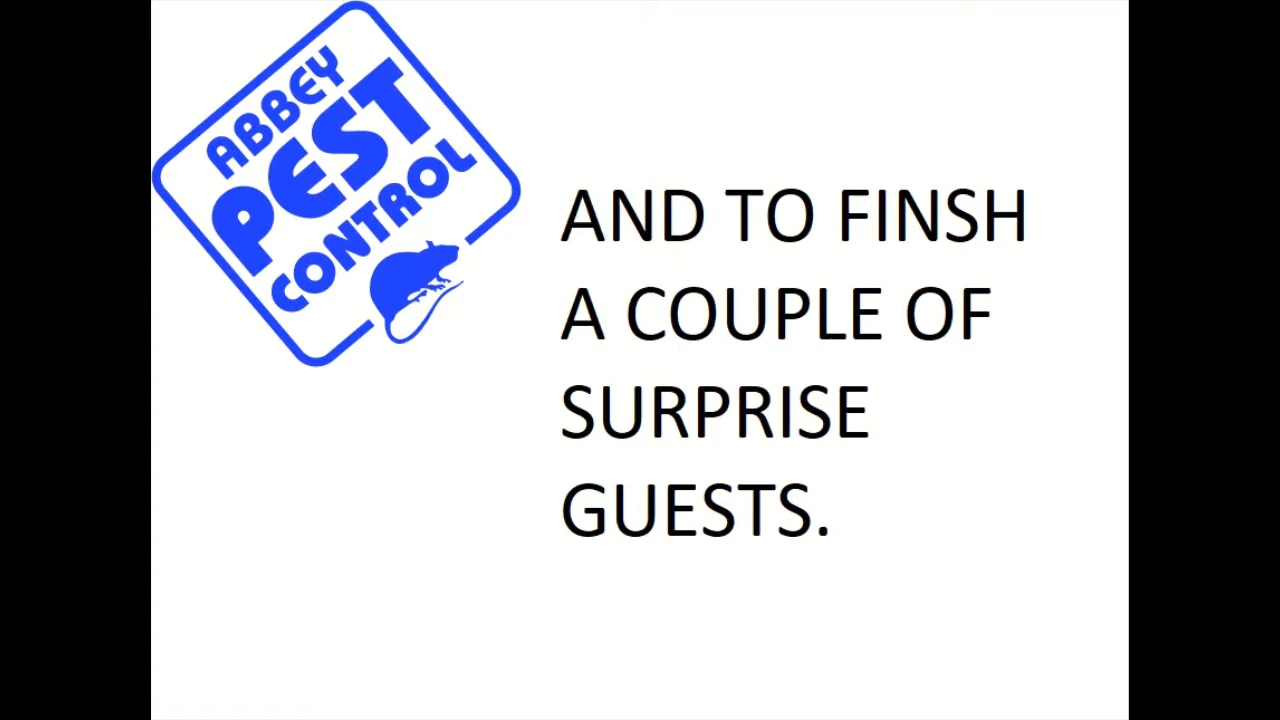 ABBEY
PEST
CONTROL
AND TO FINSH
A COUPLE OF
SURPRISE
GUESTS.